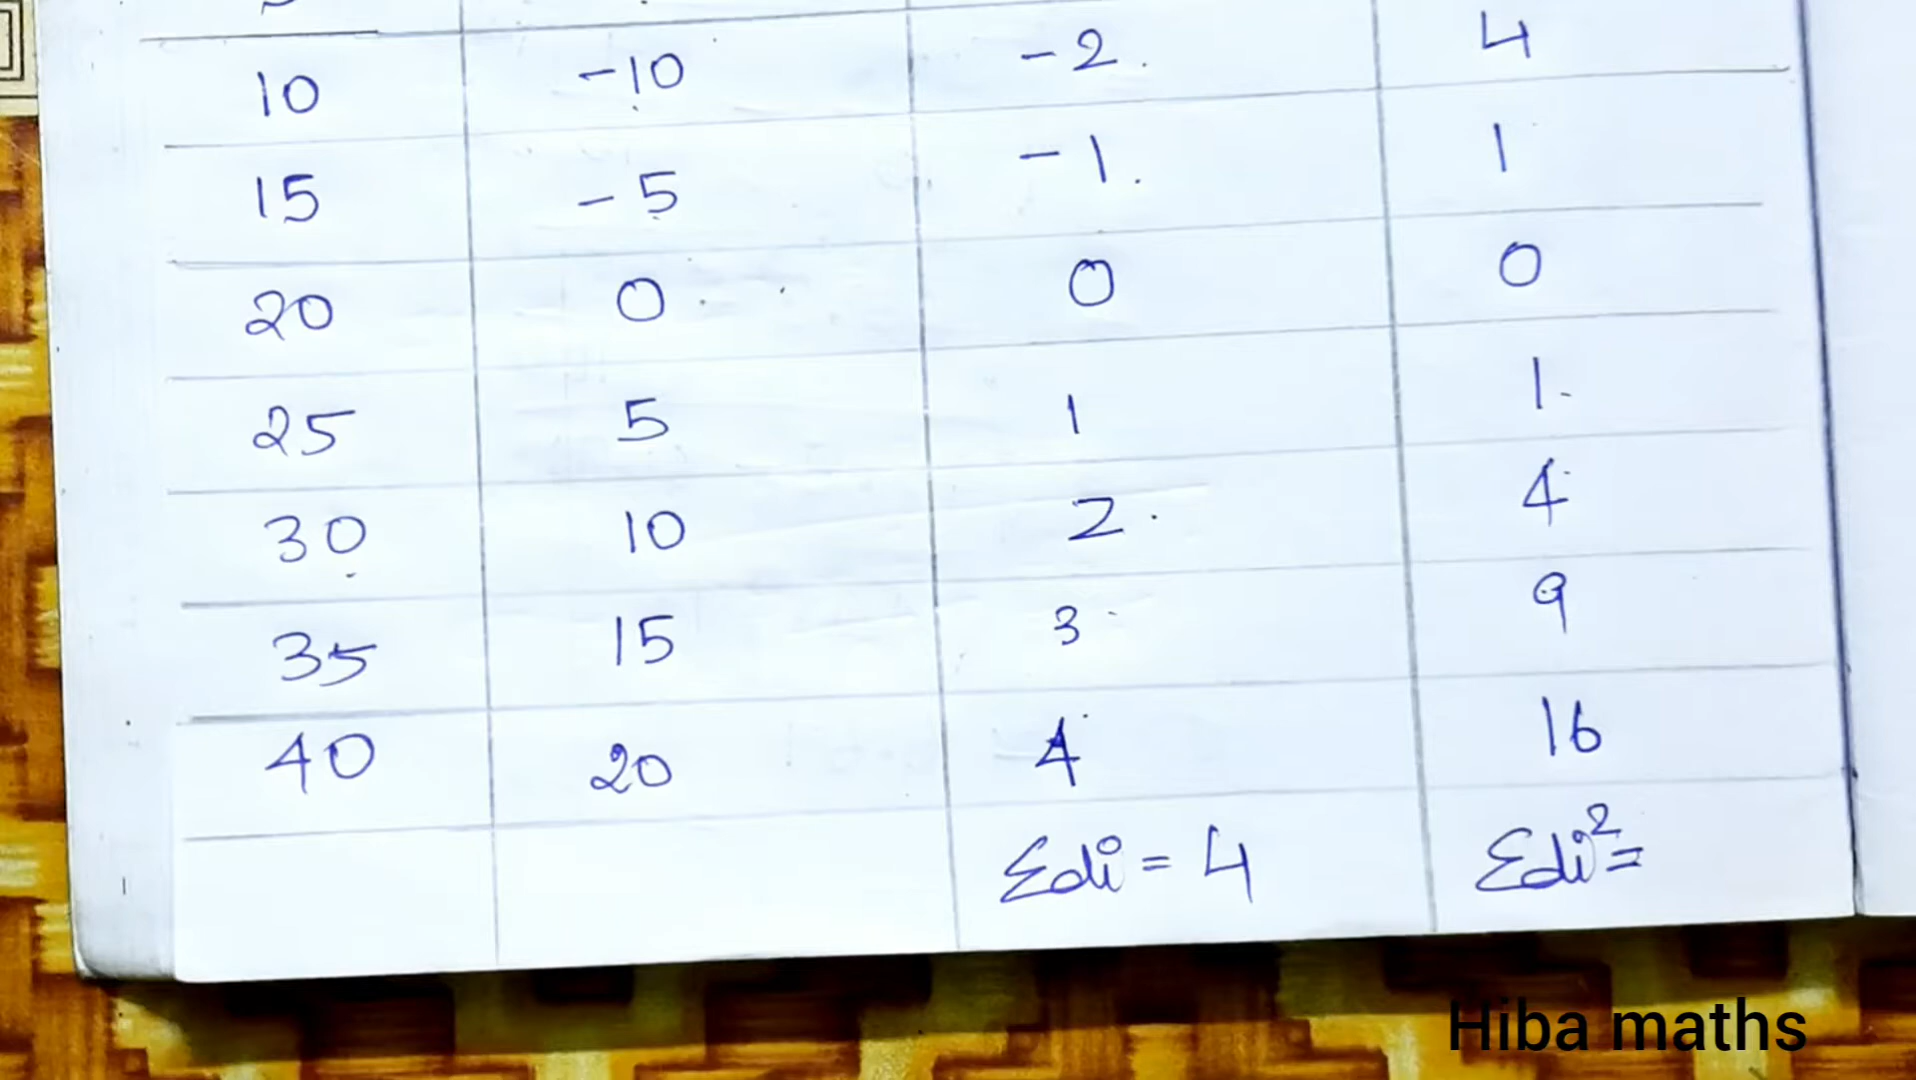 10 -10 -2 4
15 -5 -1 1
20 0 0 0
25 5 1 1
30 10 2 4
35 15 3 9
40 20 4 16
Σdi = 4 Σdi² =
Hiba maths